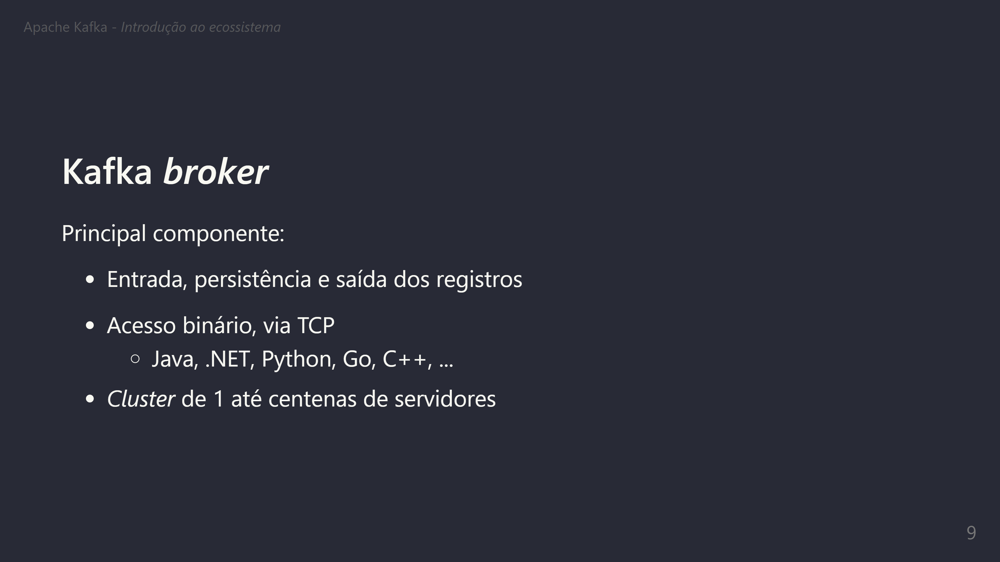 Apache Kafka - Introdução ao ecossistema
Kafka broker
Principal componente:
Entrada, persistência e saída dos registros
Acesso binário, via TCP
Java, .NET, Python, Go, C++, ...
Cluster de 1 até centenas de servidores
9